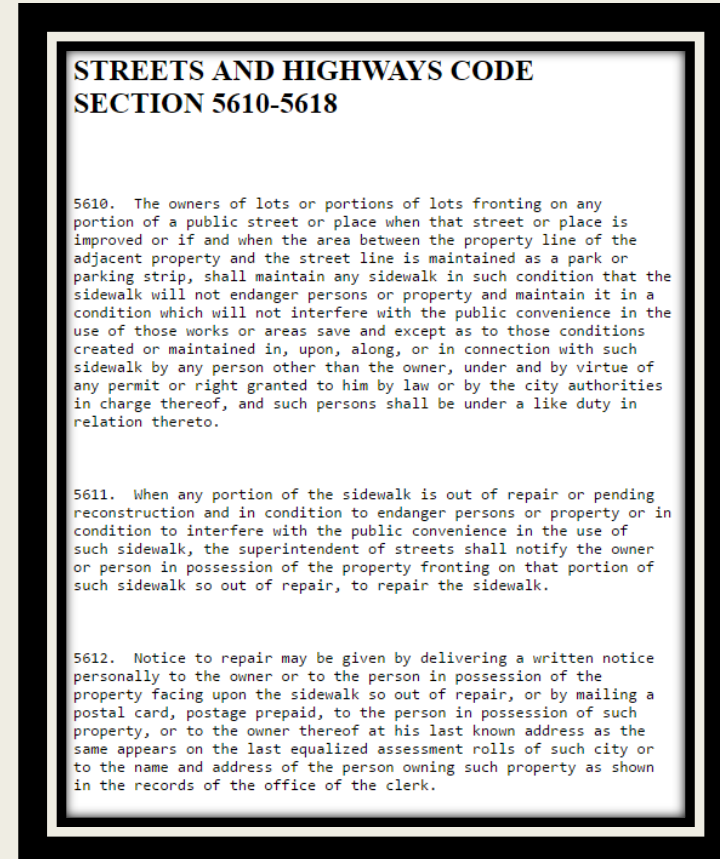 STREETS AND HIGHWAYS CODE
SECTION 5610-5618
5610.  The owners of lots or portions of lots fronting on any
portion of a public street or place when that street or place is
improved or if and when the area between the property line of the
adjacent property and the street line is maintained as a park or
parking strip, shall maintain any sidewalk in such condition that the
sidewalk will not endanger persons or property and maintain it in a
condition which will not interfere with the public convenience in the
use of those works or areas save and except as to those conditions
created or maintained in, upon, along, or in connection with such
sidewalk by any person other than the owner, under and by virtue of
any permit or right granted to him by law or by the city authorities
in charge thereof, and such persons shall be under a like duty in
relation thereto.
5611.  When any portion of the sidewalk is out of repair or pending
reconstruction and in condition to endanger persons or property or in
condition to interfere with the public convenience in the use of
such sidewalk, the superintendent of streets shall notify the owner
or person in possession of the property fronting on that portion of
such sidewalk so out of repair, to repair the sidewalk.
5612.  Notice to repair may be given by delivering a written notice
personally to the owner or to the person in possession of the
property facing upon the sidewalk so out of repair, or by mailing a
postal card, postage prepaid, to the person in possession of such
property, or to the owner thereof at his last known address as the
same appears on the last equalized assessment rolls of such city or
to the name and address of the person owning such property as shown
in the records of the office of the clerk.